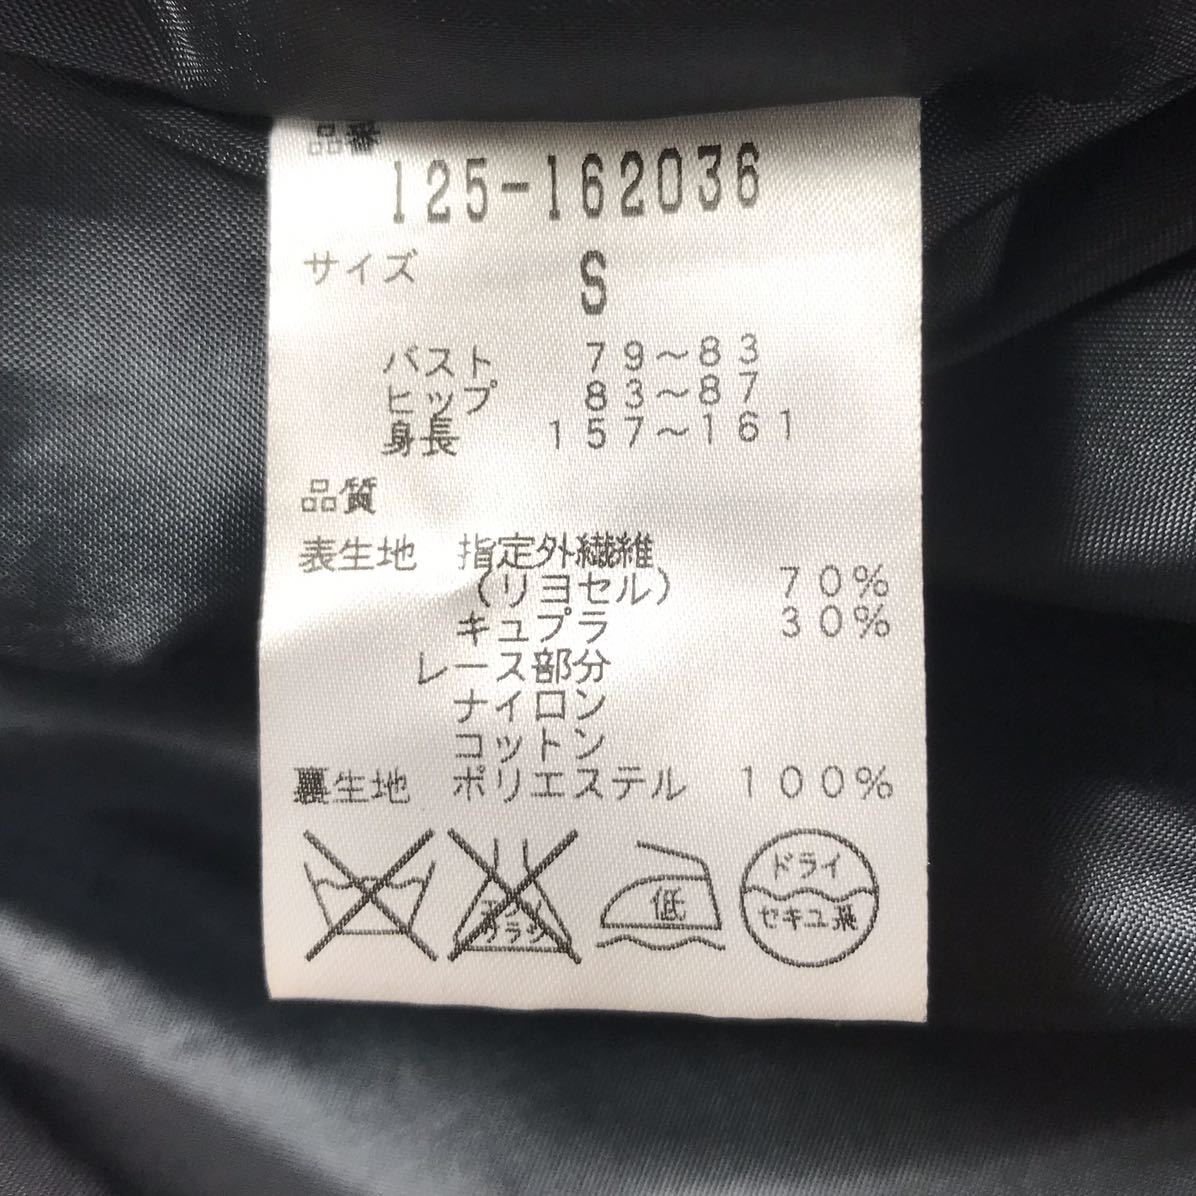 品番
125-162036
サイズ S
バスト 79～83
ヒップ 83～87
身長 157～161
品質
表生地 指定外繊維
(リヨセル) 70%
キュプラ 30%
レース部分
ナイロン
コットン
裏生地 ポリエステル 100%
低
ドライ
セキユ系